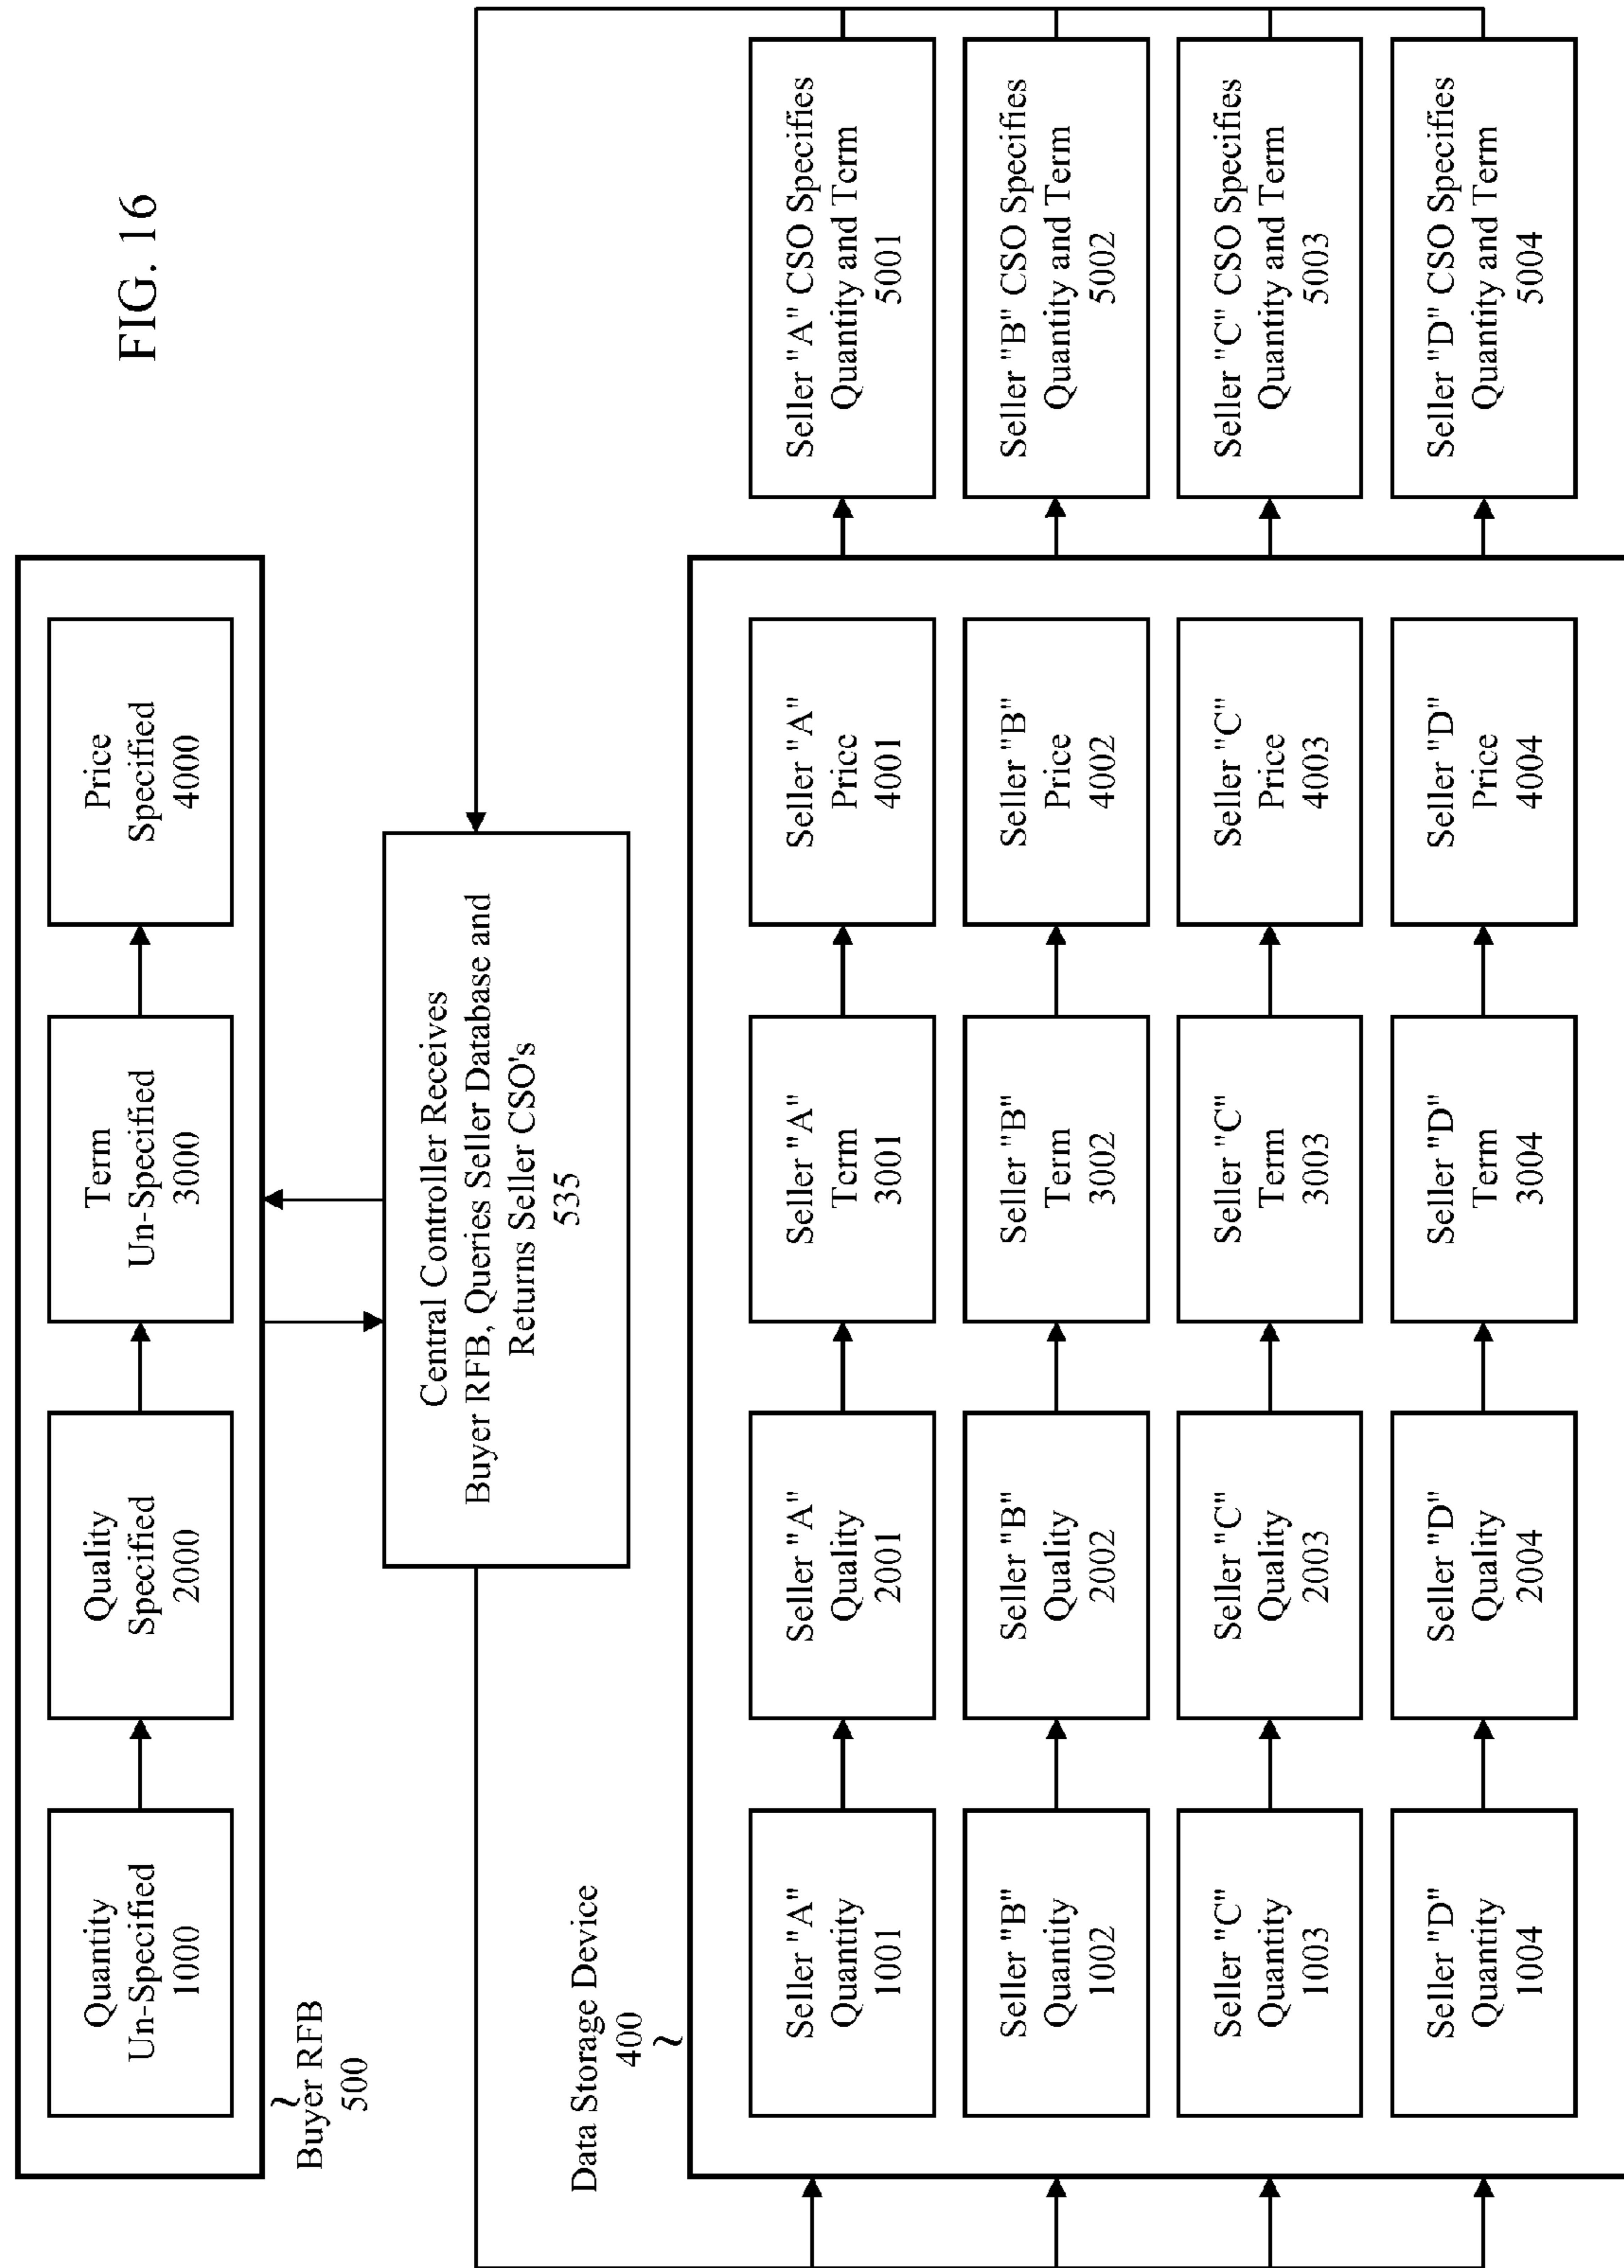 FIG. 16
Quantity
Un-Specified
1000
Quality
Specified
2000
Term
Un-Specified
3000
Price
Specified
4000
Buyer RFB
500
Central Controller Receives
Buyer RFB, Queries Seller Database and
Returns Seller CSO's
535
Data Storage Device
400
Seller "A"
Quantity
1001
Seller "A"
Quality
2001
Seller "A"
Term
3001
Seller "A"
Price
4001
Seller "A" CSO Specifies
Quantity and Term
5001
Seller "B"
Quantity
1002
Seller "B"
Quality
2002
Seller "B"
Term
3002
Seller "B"
Price
4002
Seller "B" CSO Specifies
Quantity and Term
5002
Seller "C"
Quantity
1003
Seller "C"
Quality
2003
Seller "C"
Term
3003
Seller "C"
Price
4003
Seller "C" CSO Specifies
Quantity and Term
5003
Seller "D"
Quantity
1004
Seller "D"
Quality
2004
Seller "D"
Term
3004
Seller "D"
Price
4004
Seller "D" CSO Specifies
Quantity and Term
5004